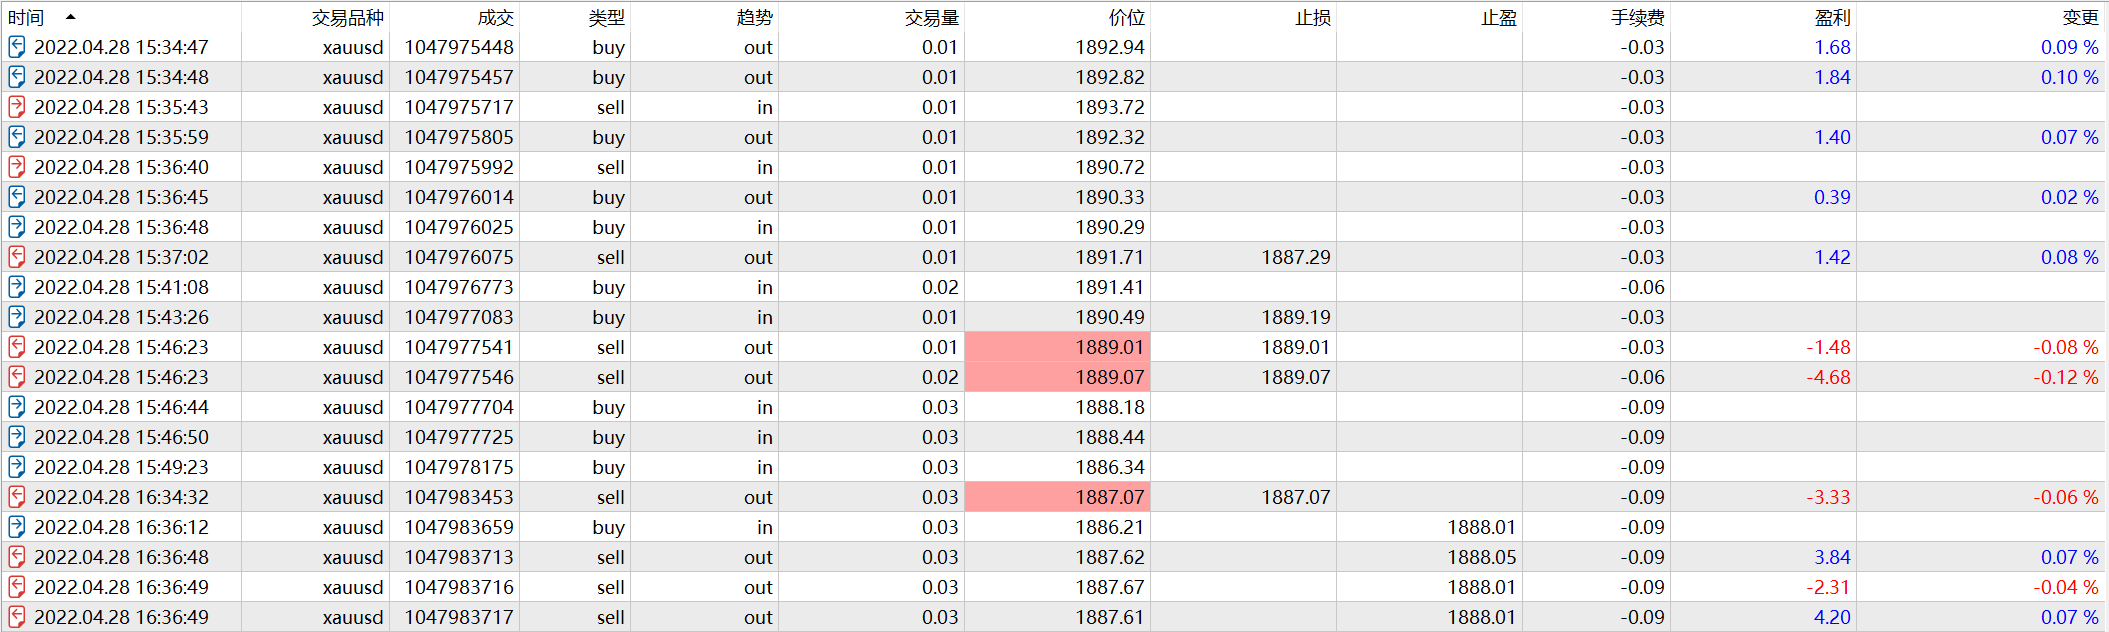 时间 交易品种 成交 类型 趋势 交易量 价位 止损 止盈 手续费 盈利 变更
2022.04.28 15:34:47 xauusd 1047975448 buy out 0.01 1892.94 -0.03 1.68 0.09 %
2022.04.28 15:34:48 xauusd 1047975457 buy out 0.01 1892.82 -0.03 1.84 0.10 %
2022.04.28 15:35:43 xauusd 1047975717 sell in 0.01 1893.72 -0.03
2022.04.28 15:35:59 xauusd 1047975805 buy out 0.01 1892.32 -0.03 1.40 0.07 %
2022.04.28 15:36:40 xauusd 1047975992 sell in 0.01 1890.72 -0.03
2022.04.28 15:36:45 xauusd 1047976014 buy out 0.01 1890.33 -0.03 0.39 0.02 %
2022.04.28 15:36:48 xauusd 1047976025 buy in 0.01 1890.29 -0.03
2022.04.28 15:37:02 xauusd 1047976075 sell out 0.01 1891.71 1887.29 -0.03 1.42 0.08 %
2022.04.28 15:41:08 xauusd 1047976773 buy in 0.02 1891.41 -0.06
2022.04.28 15:43:26 xauusd 1047977083 buy in 0.01 1890.49 1889.19 -0.03
2022.04.28 15:46:23 xauusd 1047977541 sell out 0.01 1889.01 1889.01 -0.03 -1.48 -0.08 %
2022.04.28 15:46:23 xauusd 1047977546 sell out 0.02 1889.07 1889.07 -0.06 -4.68 -0.12 %
2022.04.28 15:46:44 xauusd 1047977704 buy in 0.03 1888.18 -0.09
2022.04.28 15:46:50 xauusd 1047977725 buy in 0.03 1888.44 -0.09
2022.04.28 15:49:23 xauusd 1047978175 buy in 0.03 1886.34 -0.09
2022.04.28 16:34:32 xauusd 1047983453 sell out 0.03 1887.07 1887.07 -0.09 -3.33 -0.06 %
2022.04.28 16:36:12 xauusd 1047983659 buy in 0.03 1886.21 1888.01 -0.09
2022.04.28 16:36:48 xauusd 1047983713 sell out 0.03 1887.62 1888.05 -0.09 3.84 0.07 %
2022.04.28 16:36:49 xauusd 1047983716 sell out 0.03 1887.67 1888.01 -0.09 -2.31 -0.04 %
2022.04.28 16:36:49 xauusd 1047983717 sell out 0.03 1887.61 1888.01 -0.09 4.20 0.07 %